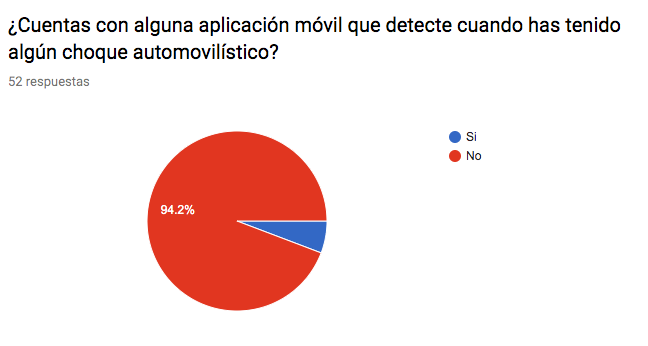 ¿Cuentas con alguna aplicación móvil que detecte cuando has tenido
algún choque automovilístico?
52 respuestas
Si
No
94.2%